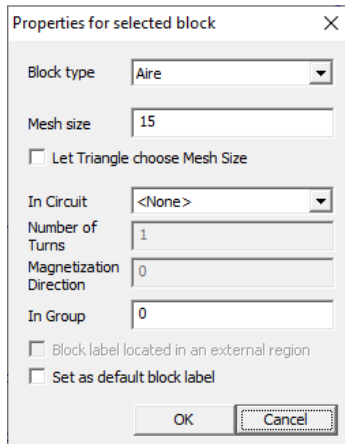 Properties for selected block
Block type Aire
Mesh size 15
Let Triangle choose Mesh Size
In Circuit <None>
Number of
Turns 1
Magnetization
Direction 0
In Group 0
Block label located in an external region
Set as default block label
OK Cancel